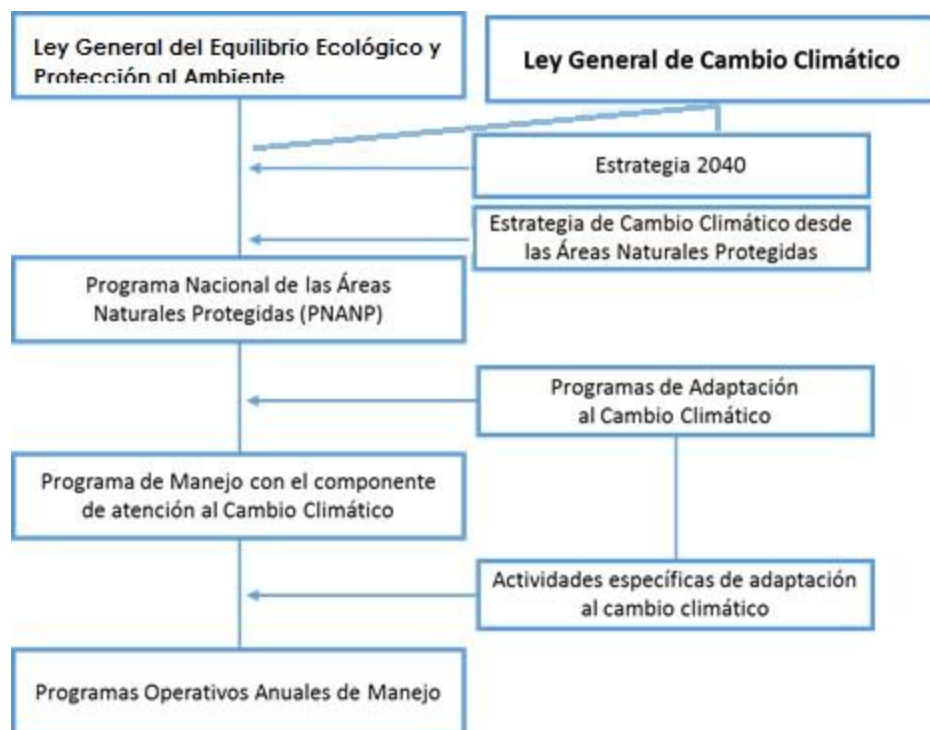 Ley General del Equilibrio Ecológico y
Protección al Ambiente
Ley General de Cambio Climático
Estrategia 2040
Estrategia de Cambio Climático desde
las Áreas Naturales Protegidas
Programa Nacional de las Áreas
Naturales Protegidas (PNANP)
Programas de Adaptación
al Cambio Climático
Programa de Manejo con el componente
de atención al Cambio Climático
Actividades específicas de adaptación
al cambio climático
Programas Operativos Anuales de Manejo